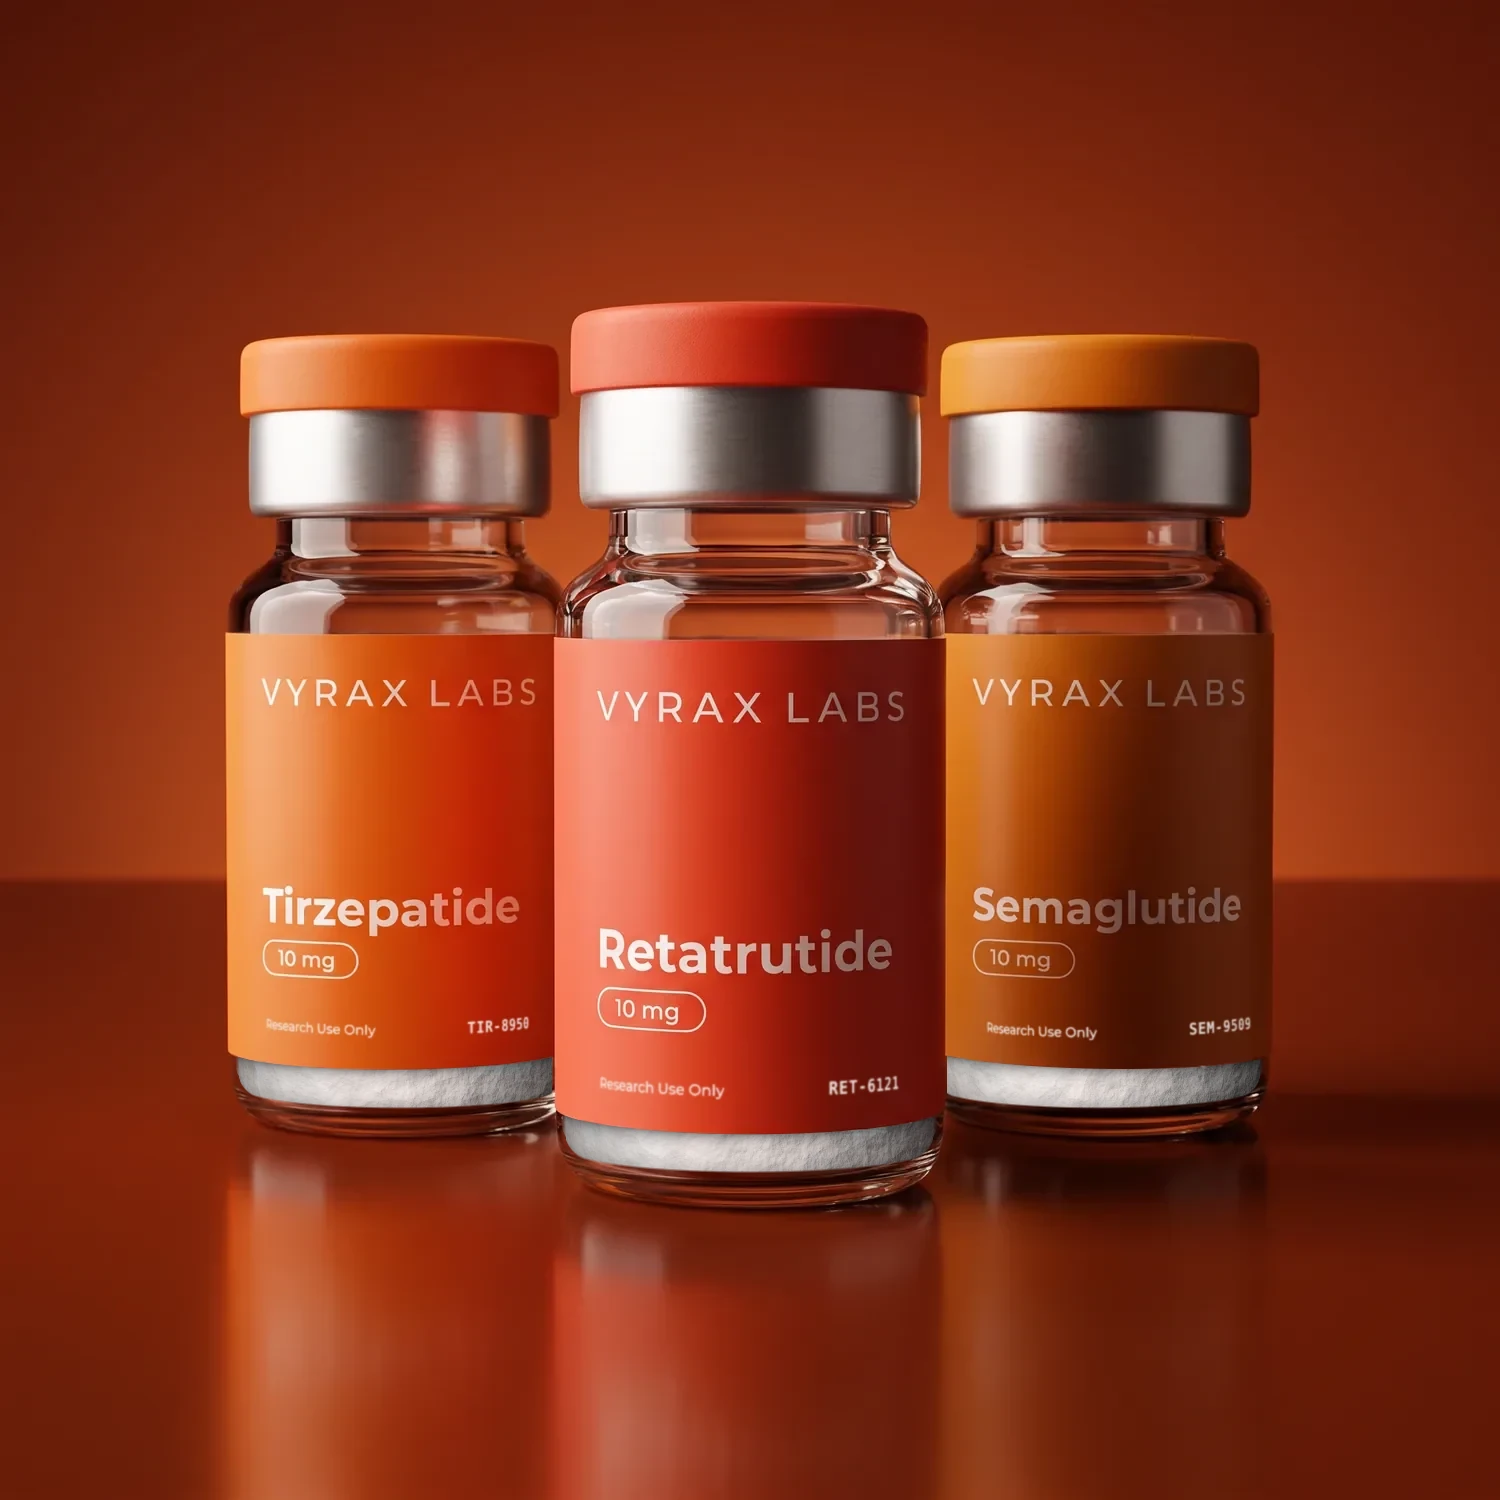 VYRAX LABS
Tirzepatide
10 mg
Research Use Only
TIR-8950
VYRAX LABS
Retatrutide
10 mg
Research Use Only
RET-6121
VYRAX LABS
Semaglutide
10 mg
Research Use Only
SEM-9509